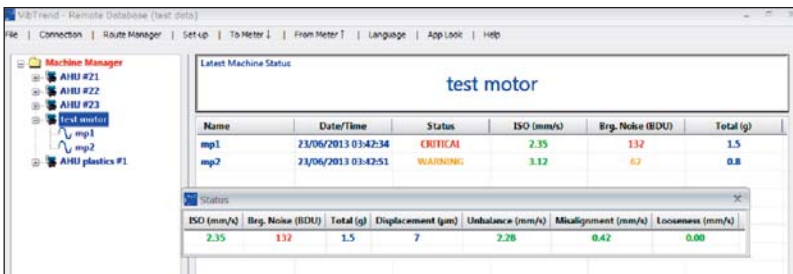 VibTrend - Remote Database (test data)
File | Connection | Route Manager | Set-up | To Meter ↓ | From Meter ↑ | Language | App Look | Help
Machine Manager
AHU #21
AHU #22
AHU #23
test motor
mp1
mp2
AHU plastics #1
Latest Machine Status
test motor
Name Date/Time Status ISO (mm/s) Brg. Noise (BDU) Total (g)
mp1 23/06/2013 03:42:34 CRITICAL 2.35 132 1.5
mp2 23/06/2013 03:42:51 WARNING 3.12 62 0.8
Status
ISO (mm/s) Brg. Noise (BDU) Total (g) Displacement (μm) Unbalance (mm/s) Misalignment (mm/s) Looseness (mm/s)
2.35 132 1.5 7 2.28 0.42 0.00